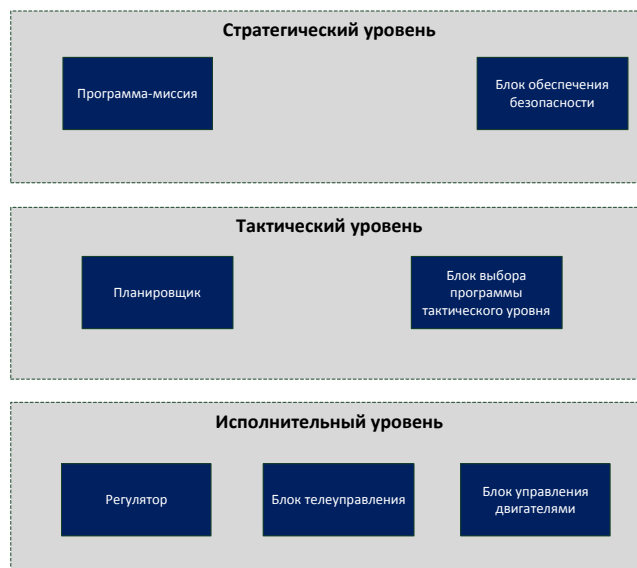 Стратегический уровень
Программа-миссия
Блок обеспечения
безопасности
Тактический уровень
Планировщик
Блок выбора
программы
тактического уровня
Исполнительный уровень
Регулятор
Блок телеуправления
Блок управления
двигателями